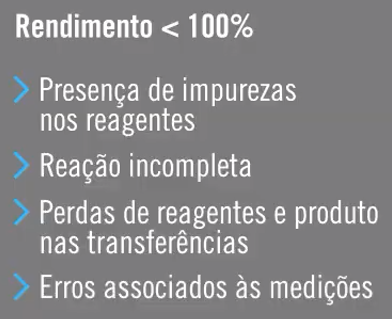 Rendimento < 100%
Presença de impurezas
nos reagentes
Reação incompleta
Perdas de reagentes e produto
nas transferências
Erros associados às medições